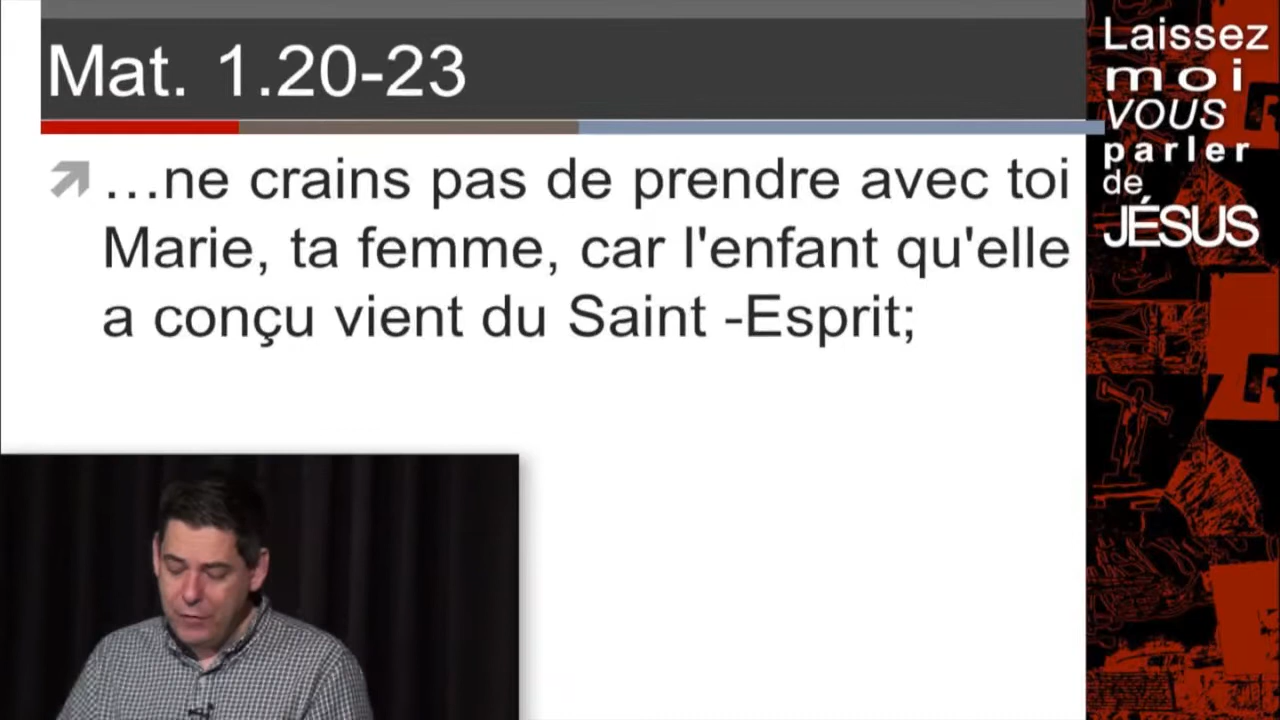 Mat. 1.20-23
…ne crains pas de prendre avec toi
Marie, ta femme, car l'enfant qu'elle
a conçu vient du Saint -Esprit;
Laissez
moi
VOUS
parler
de
JÉSUS